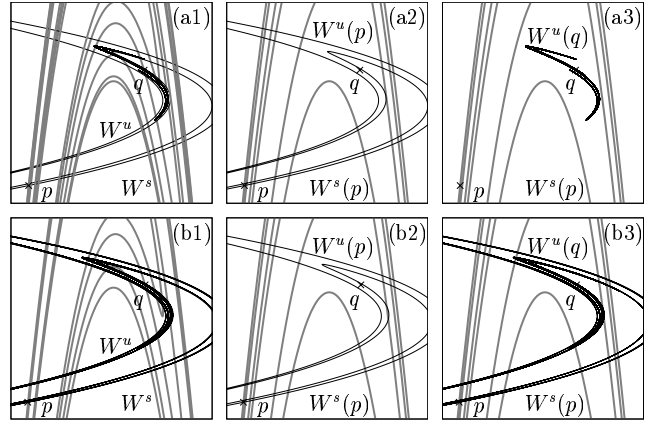 (a1)
W^u
q
p
W^s
(a2)
W^u(p)
q
p
W^s(p)
(a3)
W^u(q)
q
p
W^s(p)
(b1)
q
W^u
p
W^s
(b2)
W^u(p)
q
p
W^s(p)
(b3)
W^u(q)
q
p
W^s(p)